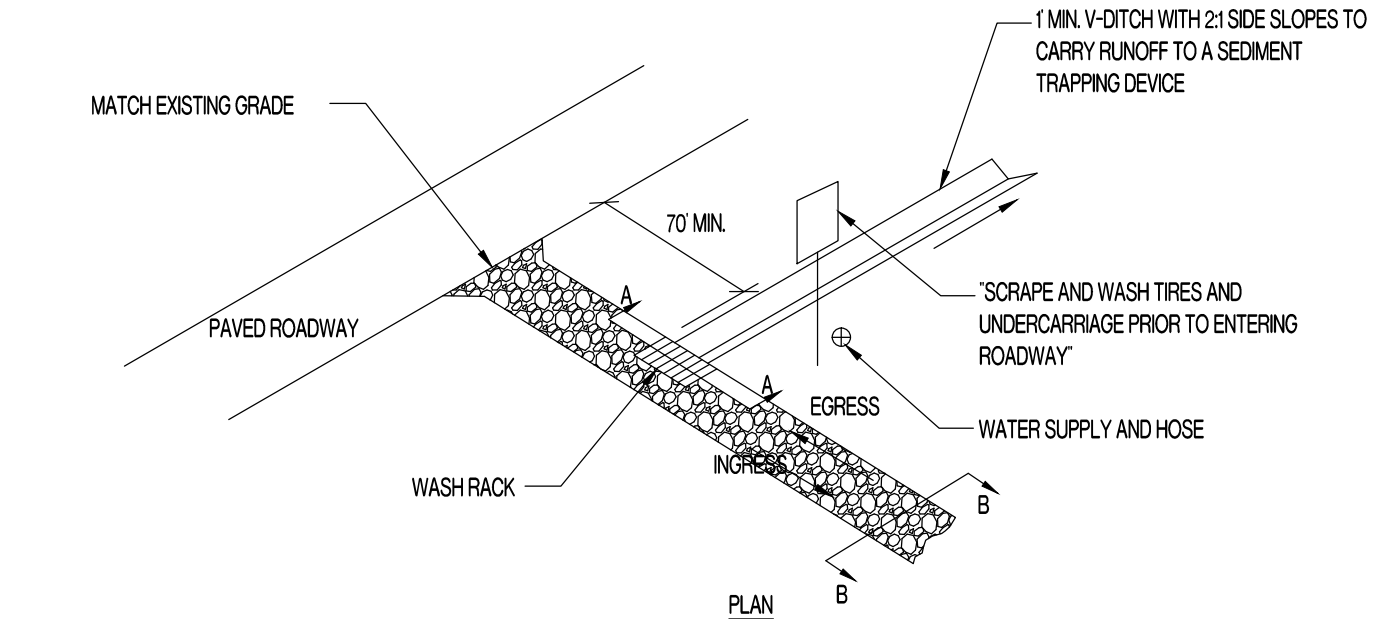 1' MIN. V-DITCH WITH 2:1 SIDE SLOPES TO
CARRY RUNOFF TO A SEDIMENT
TRAPPING DEVICE
MATCH EXISTING GRADE
70' MIN.
"SCRAPE AND WASH TIRES AND
UNDERCARRIAGE PRIOR TO ENTERING
ROADWAY"
PAVED ROADWAY
A
A
EGRESS
WATER SUPPLY AND HOSE
INGRESS
WASH RACK
B
B
PLAN